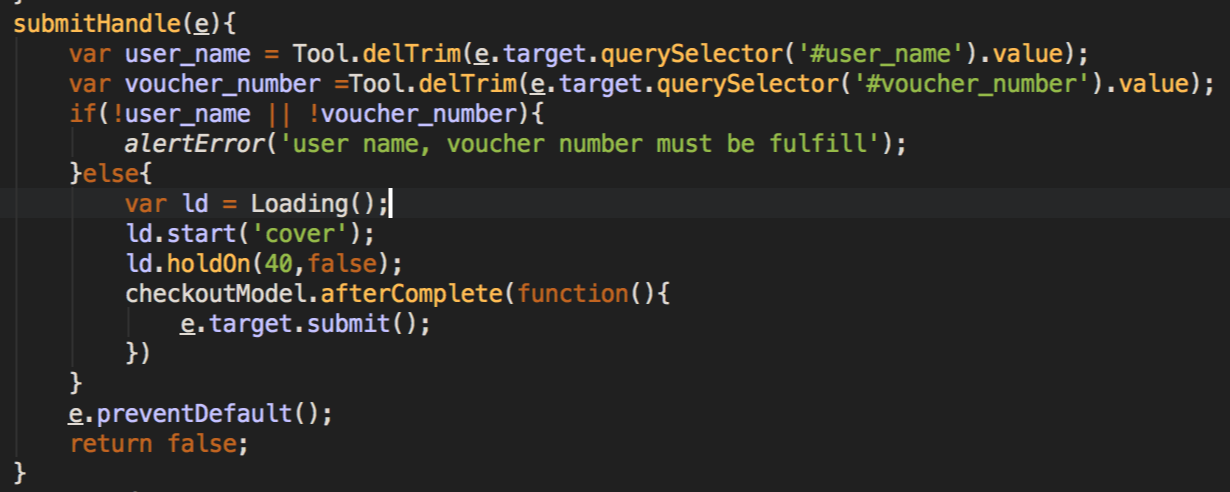 submitHandle(e){
    var user_name = Tool.delTrim(e.target.querySelector('#user_name').value);
    var voucher_number =Tool.delTrim(e.target.querySelector('#voucher_number').value);
    if(!user_name || !voucher_number){
        alertError('user name, voucher number must be fulfill');
    }else{
        var ld = Loading();
        ld.start('cover');
        ld.holdOn(40,false);
        checkoutModel.afterComplete(function(){
            e.target.submit();
        })
    }
    e.preventDefault();
    return false;
}